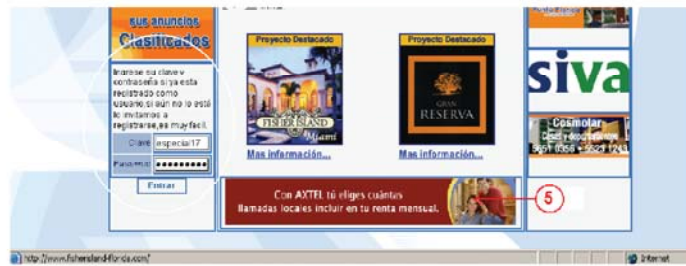 sus anuncios
Clasificados
Ingrese su clave y
contraseña si ya esta
registrado como
usuario,si aún no lo está
lo invitamos a
registrarse,es muy facil.
Clave especial17
Password
Entrar
Proyecto Destacado
FISHER ISLAND
Miami
Mas información...
Proyecto Destacado
GRAN
RESERVA
Mas información...
Con AXTEL tú eliges cuántas
llamadas locales incluir en tu renta mensual.
5
siva
Cosmolar
Casas y departamentos
http://www.fisherisland-florida.com/
Internet